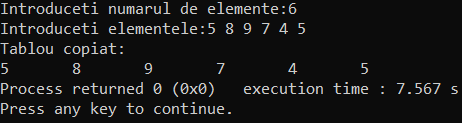 Introduceti numarul de elemente:6
Introduceti elementele:5 8 9 7 4 5
Tablou copiat:
5       8       9       7       4       5
Process returned 0 (0x0)   execution time : 7.567 s
Press any key to continue.